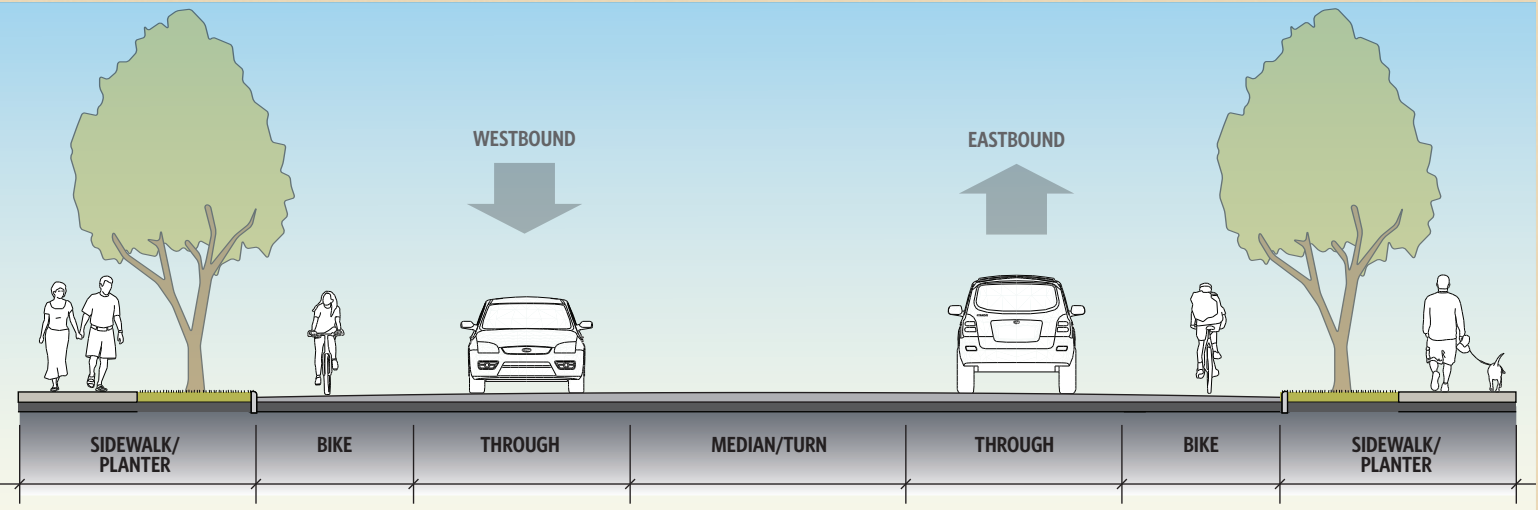 WESTBOUND
EASTBOUND
SIDEWALK/
PLANTER
BIKE
THROUGH
MEDIAN/TURN
THROUGH
BIKE
SIDEWALK/
PLANTER